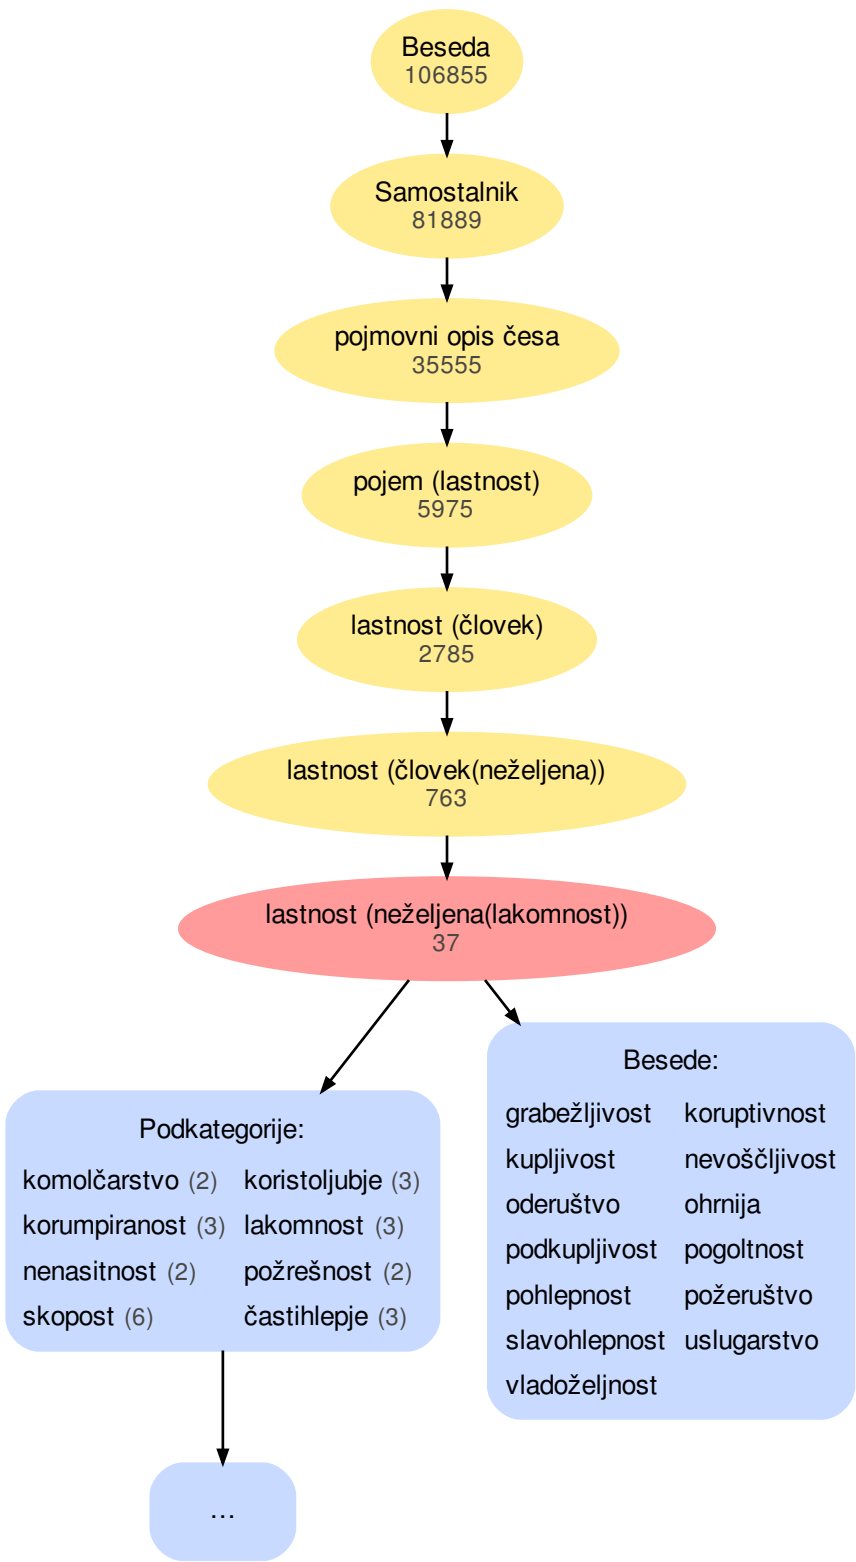 Beseda
106855
Samostalnik
81889
pojmovni opis česa
35555
pojem (lastnost)
5975
lastnost (človek)
2785
lastnost (človek(neželjena))
763
lastnost (neželjena(lakomnost))
37
Podkategorije:
komolčarstvo (2) koristoljubje (3)
korumpiranost (3) lakomnost (3)
nenasitnost (2) požrešnost (2)
skopost (6) častihlepje (3)
...
Besede:
grabežljivost koruptivnost
kupljivost nevoščljivost
oderuštvo ohrnija
podkupljivost pogoltnost
pohlepnost požeruštvo
slavohlepnost uslugarstvo
vladoželjnost